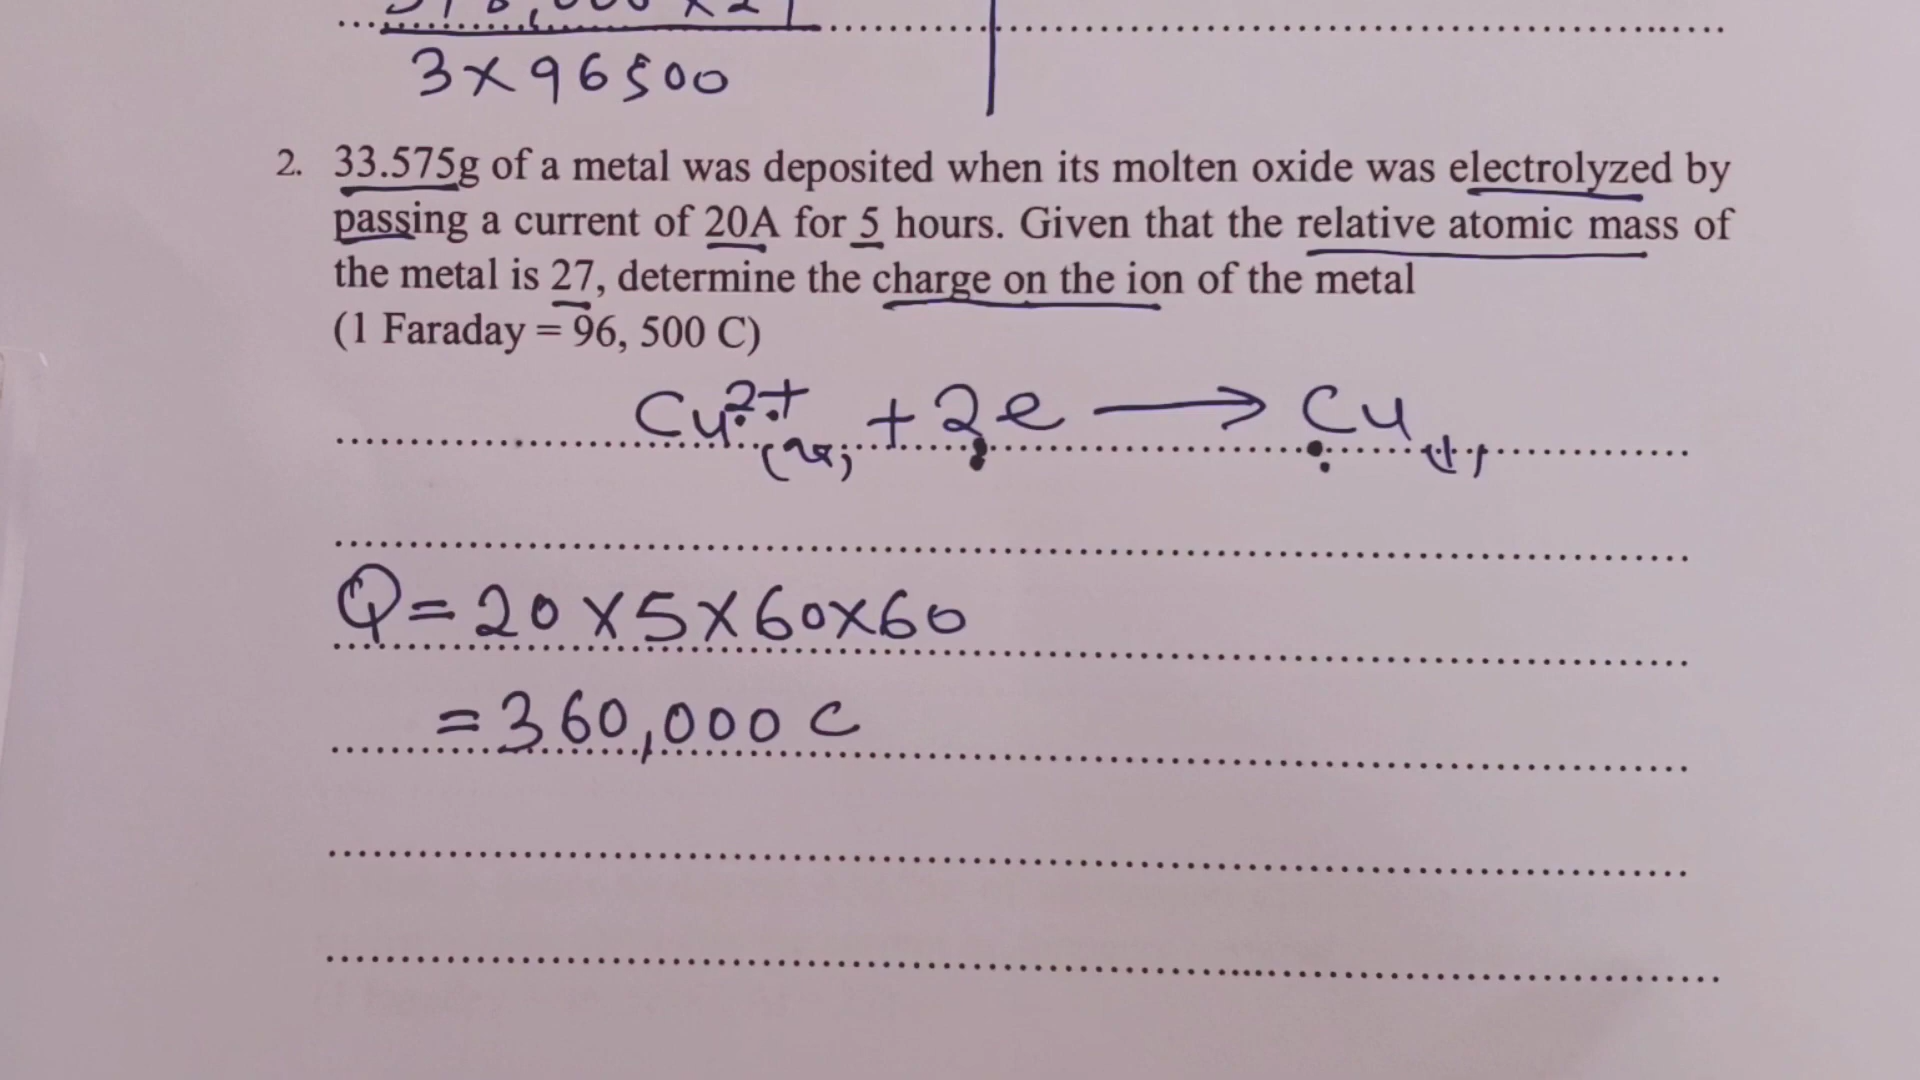 3 × 96500
2. 33.575g of a metal was deposited when its molten oxide was electrolyzed by
passing a current of 20A for 5 hours. Given that the relative atomic mass of
the metal is 27, determine the charge on the ion of the metal
(1 Faraday = 96, 500 C)
Cu²⁺ + 2e → Cu
Q = 20 × 5 × 60 × 60
= 360,000 C